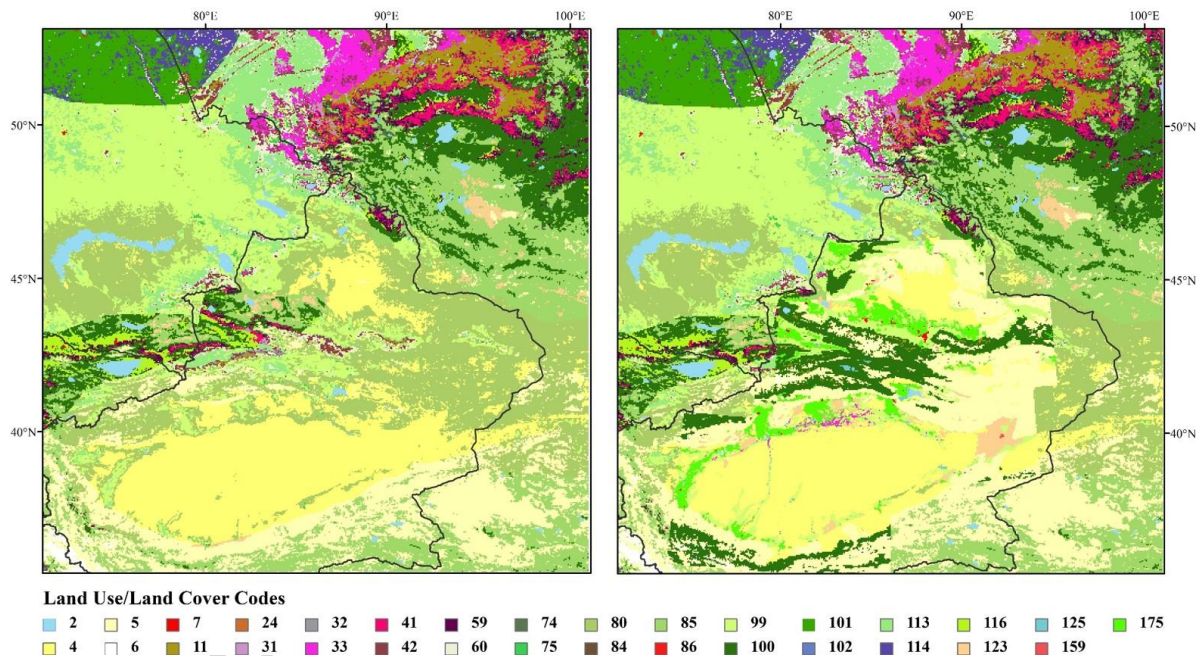 80°E 90°E 100°E 80°E 90°E 100°E
50°N 50°N
45°N 45°N
40°N 40°N
Land Use/Land Cover Codes
2 5 7 24 32 41 59 74 80 85 99 101 113 116 125 175
4 6 11 31 33 42 60 75 84 86 100 102 114 123 159